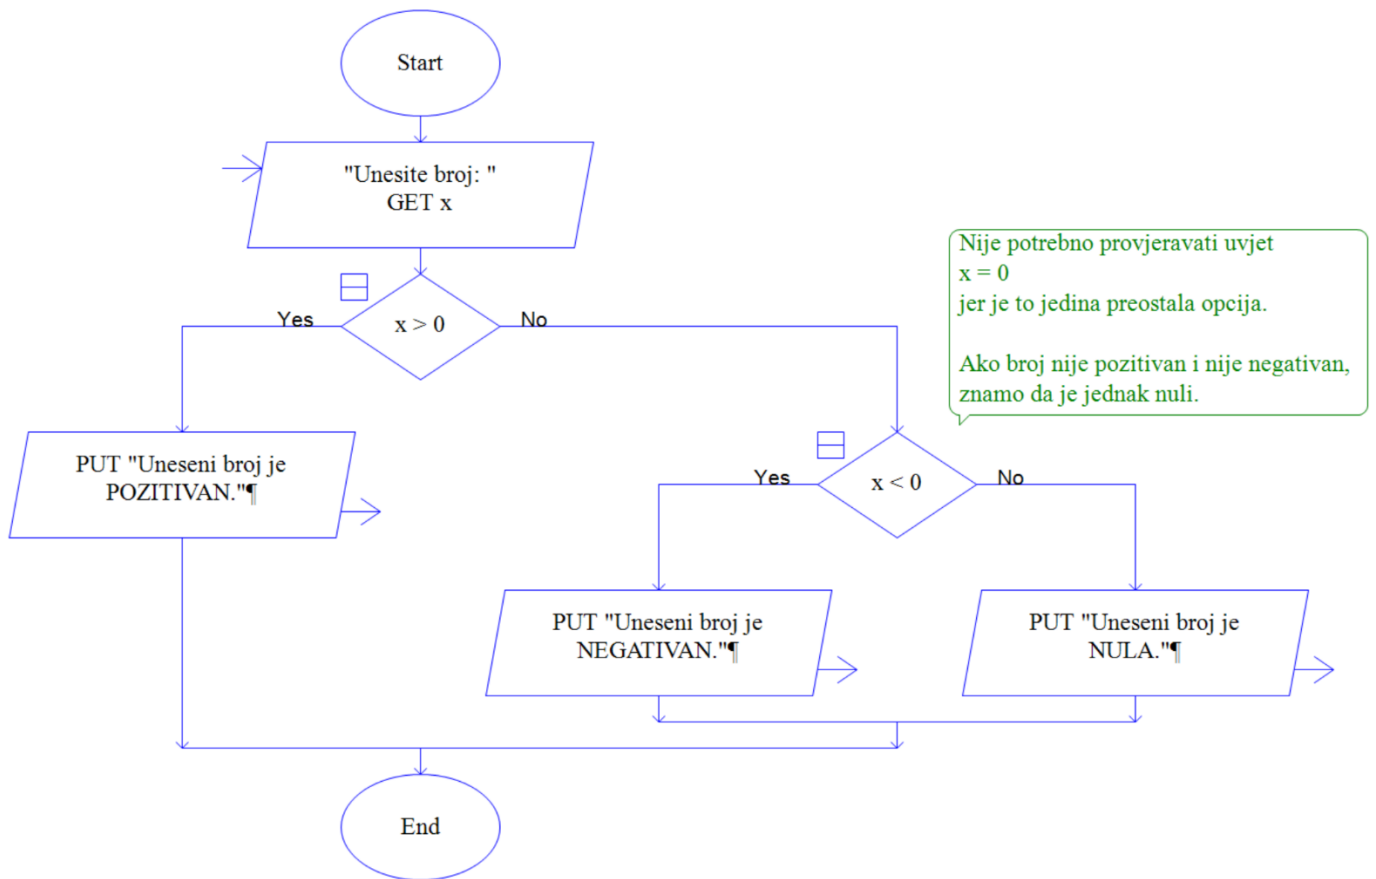 Start
"Unesite broj: "
GET x
Yes
x > 0
No
Nije potrebno provjeravati uvjet
x = 0
jer je to jedina preostala opcija.
Ako broj nije pozitivan i nije negativan,
znamo da je jednak nuli.
PUT "Uneseni broj je
POZITIVAN."¶
Yes
x < 0
No
PUT "Uneseni broj je
NEGATIVAN."¶
PUT "Uneseni broj je
NULA."¶
End